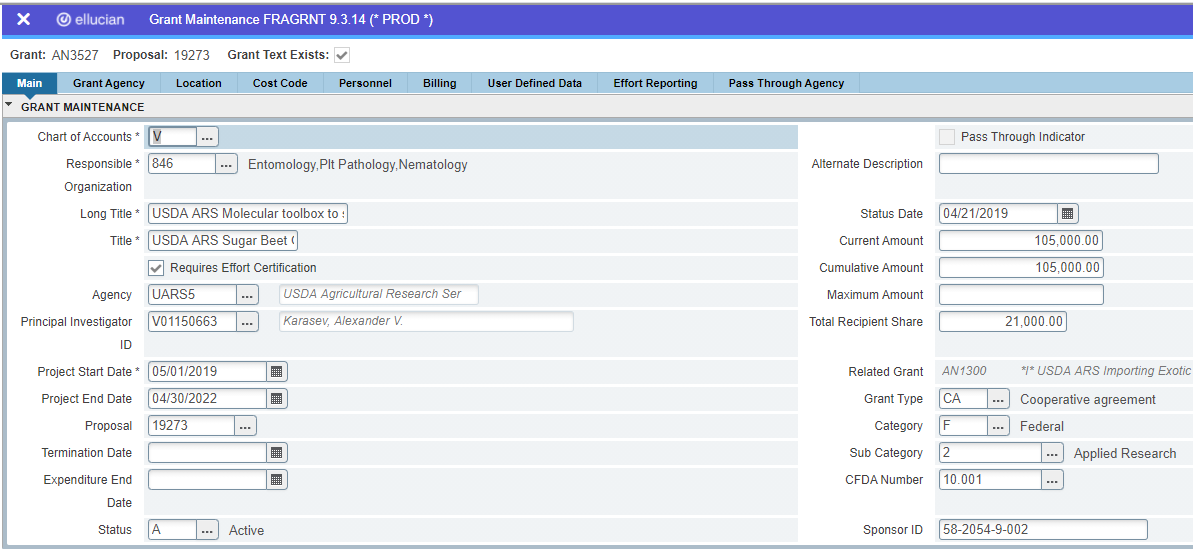 ellucian Grant Maintenance FRAGRNT 9.3.14 (* PROD *)
Grant: AN3527 Proposal: 19273 Grant Text Exists:
Main Grant Agency Location Cost Code Personnel Billing User Defined Data Effort Reporting Pass Through Agency
GRANT MAINTENANCE
Chart of Accounts * V ... Pass Through Indicator
Responsible * 846 ... Entomology,Plt Pathology,Nematology Alternate Description
Organization
Long Title * USDA ARS Molecular toolbox to Status Date 04/21/2019
Title * USDA ARS Sugar Beet Current Amount 105,000.00
Requires Effort Certification Cumulative Amount 105,000.00
Agency UARS5 ... USDA Agricultural Research Ser Maximum Amount
Principal Investigator V01150663 ... Karasev, Alexander V. Total Recipient Share 21,000.00
ID
Project Start Date * 05/01/2019 Related Grant AN1300 *I* USDA ARS Importing Exotic
Project End Date 04/30/2022 Grant Type CA ... Cooperative agreement
Proposal 19273 ... Category F ... Federal
Termination Date Sub Category 2 ... Applied Research
Expenditure End CFDA Number 10.001 ...
Date
Status A ... Active Sponsor ID 58-2054-9-002